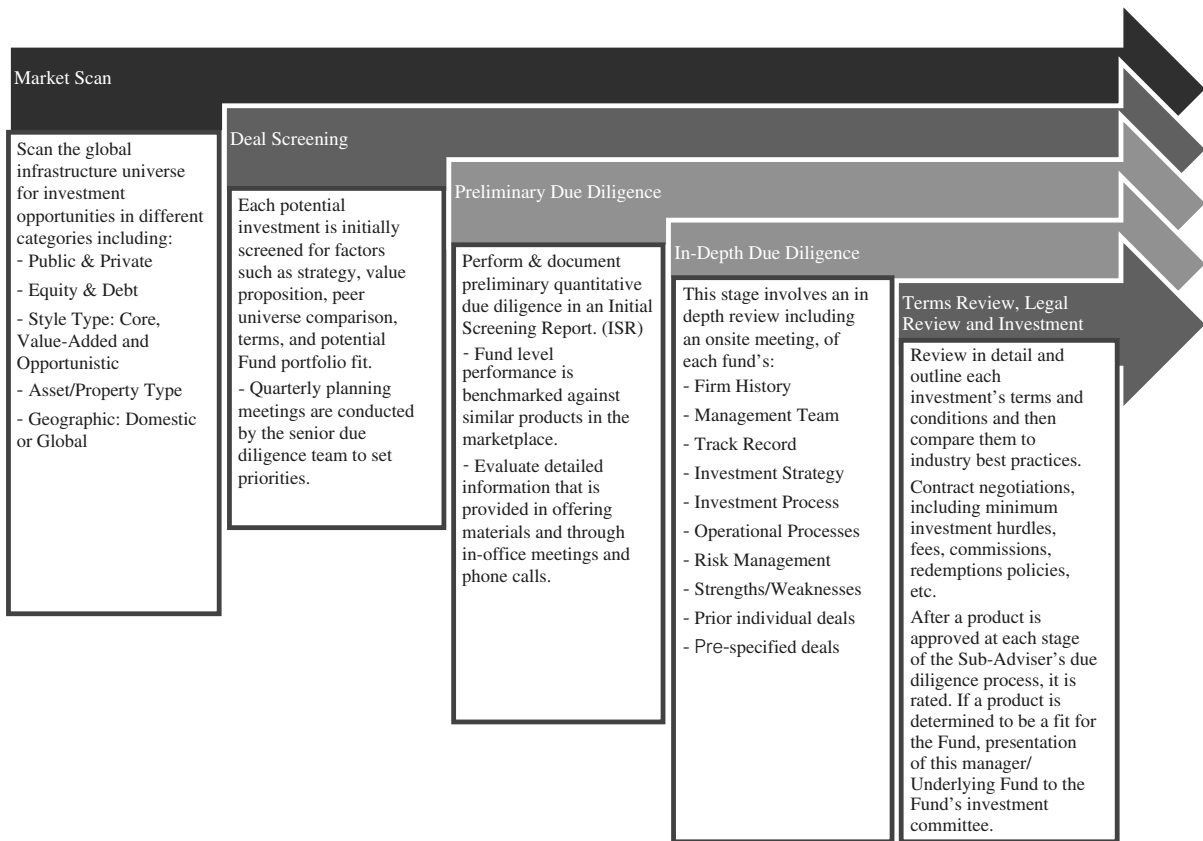 Market Scan
Scan the global
infrastructure universe
for investment
opportunities in different
categories including:
- Public & Private
- Equity & Debt
- Style Type: Core,
Value-Added and
Opportunistic
- Asset/Property Type
- Geographic: Domestic
or Global
Deal Screening
Each potential
investment is initially
screened for factors
such as strategy, value
proposition, peer
universe comparison,
terms, and potential
Fund portfolio fit.
- Quarterly planning
meetings are conducted
by the senior due
diligence team to set
priorities.
Preliminary Due Diligence
Perform & document
preliminary quantitative
due diligence in an Initial
Screening Report. (ISR)
- Fund level
performance is
benchmarked against
similar products in the
marketplace.
- Evaluate detailed
information that is
provided in offering
materials and through
in-office meetings and
phone calls.
In-Depth Due Diligence
This stage involves an in
depth review including
an onsite meeting, of
each fund's:
- Firm History
- Management Team
- Track Record
- Investment Strategy
- Investment Process
- Operational Processes
- Risk Management
- Strengths/Weaknesses
- Prior individual deals
- Pre-specified deals
Terms Review, Legal
Review and Investment
Review in detail and
outline each
investment's terms and
conditions and then
compare them to
industry best practices.
Contract negotiations,
including minimum
investment hurdles,
fees, commissions,
redemptions policies,
etc.
After a product is
approved at each stage
of the Sub-Adviser's due
diligence process, it is
rated. If a product is
determined to be a fit for
the Fund, presentation
of this manager/
Underlying Fund to the
Fund's investment
committee.